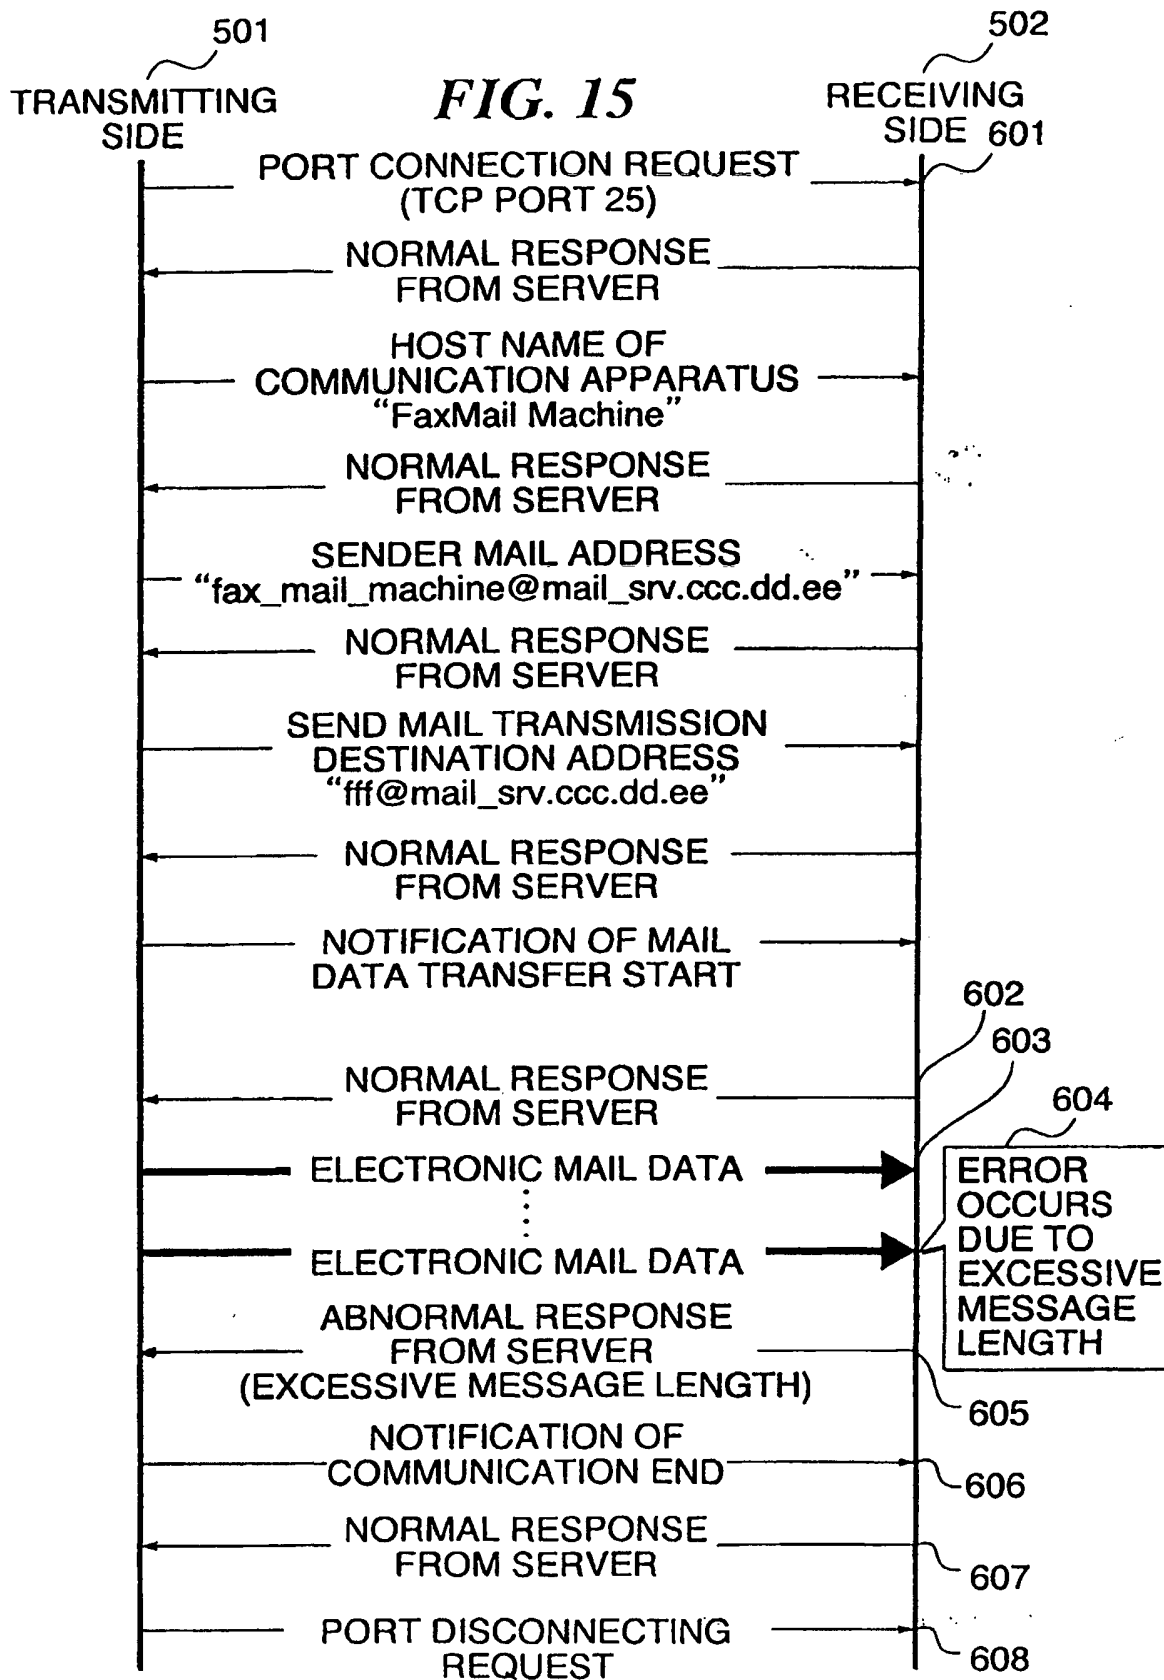 501
502
TRANSMITTING
SIDE
FIG. 15
RECEIVING
SIDE
601
PORT CONNECTION REQUEST
(TCP PORT 25)
NORMAL RESPONSE
FROM SERVER
HOST NAME OF
COMMUNICATION APPARATUS
“FaxMail Machine”
NORMAL RESPONSE
FROM SERVER
SENDER MAIL ADDRESS
“fax_mail_machine@mail_srv.ccc.dd.ee”
NORMAL RESPONSE
FROM SERVER
SEND MAIL TRANSMISSION
DESTINATION ADDRESS
“fff@mail_srv.ccc.dd.ee”
NORMAL RESPONSE
FROM SERVER
NOTIFICATION OF MAIL
DATA TRANSFER START
602
603
NORMAL RESPONSE
FROM SERVER
604
ELECTRONIC MAIL DATA
ELECTRONIC MAIL DATA
ERROR
OCCURS
DUE TO
EXCESSIVE
MESSAGE
LENGTH
ABNORMAL RESPONSE
FROM SERVER
(EXCESSIVE MESSAGE LENGTH)
605
NOTIFICATION OF
COMMUNICATION END
606
NORMAL RESPONSE
FROM SERVER
607
PORT DISCONNECTING
REQUEST
608